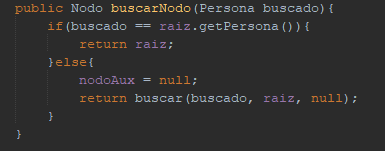 public Nodo buscarNodo(Persona buscado){
if(buscado == raiz.getPersona()){
return raiz;
}else{
nodoAux = null;
return buscar(buscado, raiz, null);
}
}